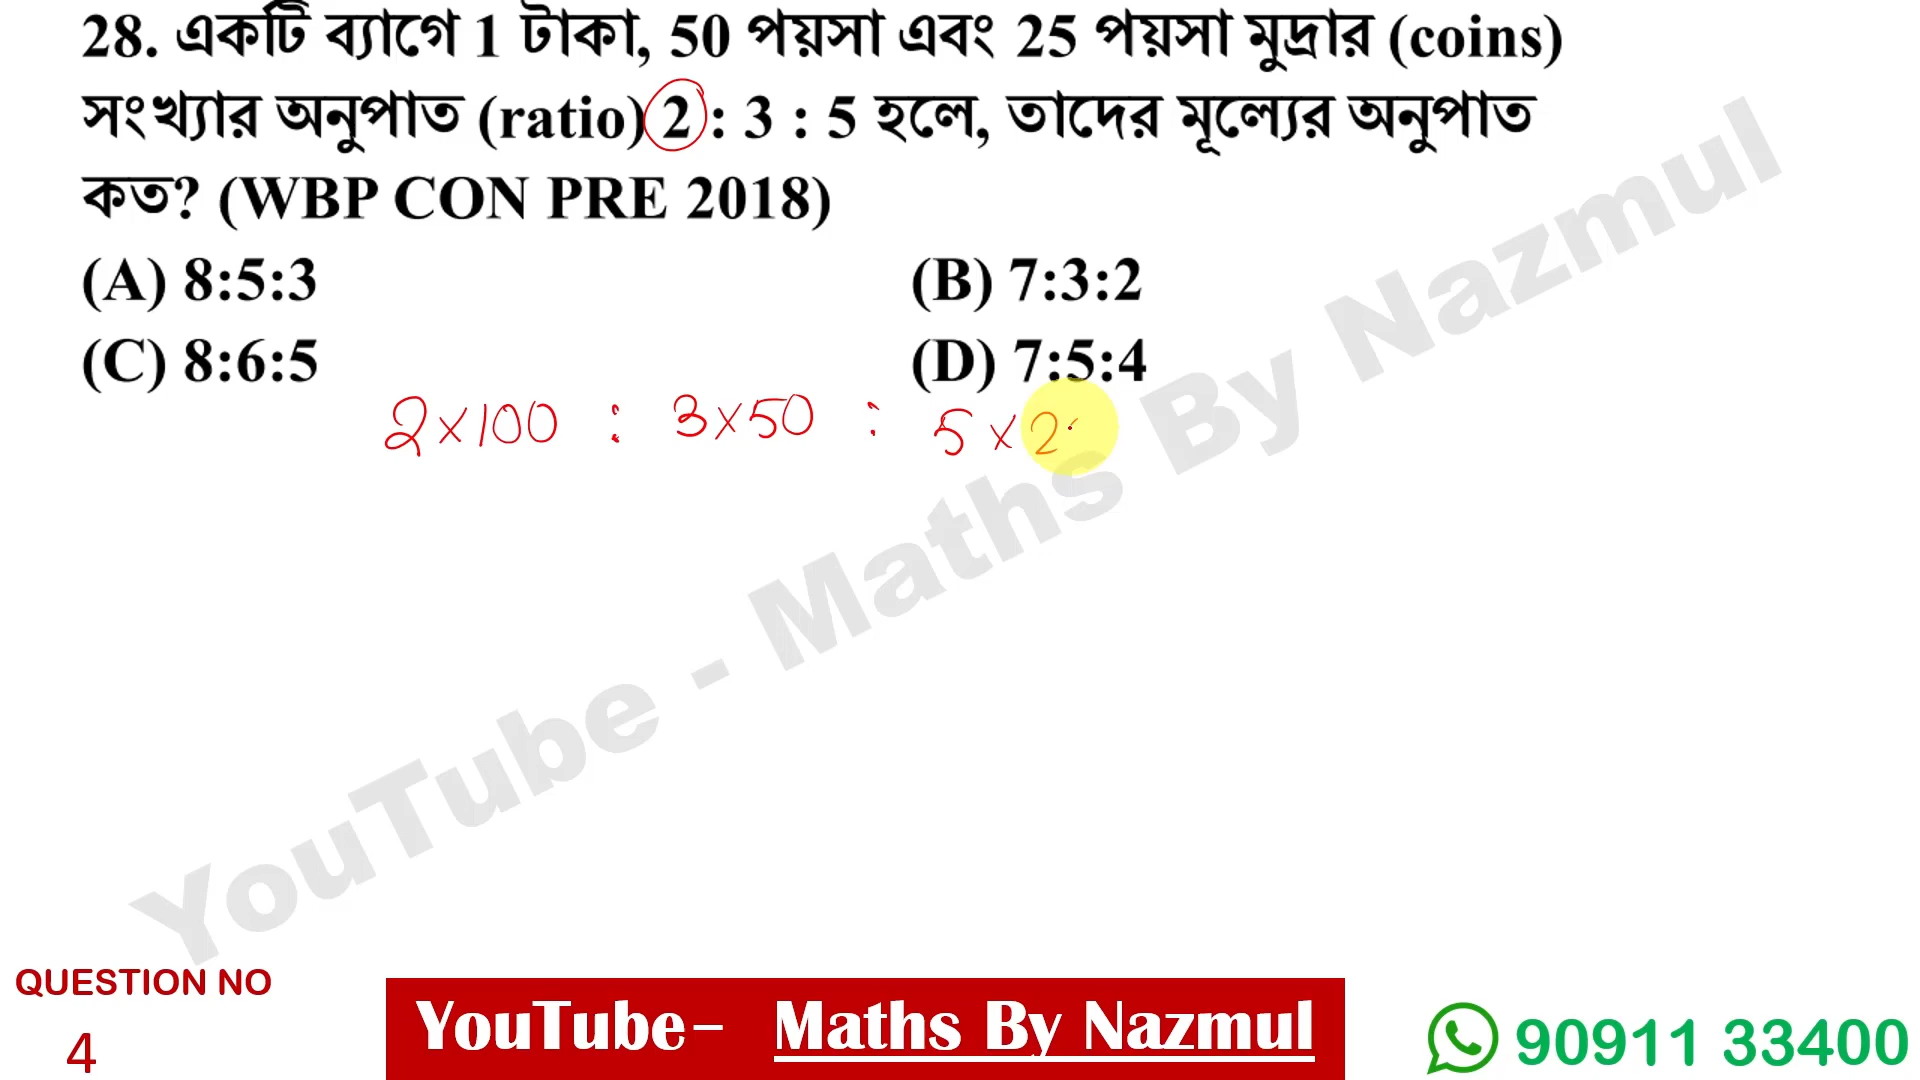 28. একটি ব্যাগে 1 টাকা, 50 পয়সা এবং 25 পয়সা মুদ্রার (coins)
সংখ্যার অনুপাত (ratio) 2 : 3 : 5 হলে, তাদের মূল্যের অনুপাত
কত? (WBP CON PRE 2018)
(A) 8:5:3 (B) 7:3:2
(C) 8:6:5 (D) 7:5:4
2×100 : 3×50 : 5×2
YouTube - Maths By Nazmul
QUESTION NO
4
YouTube- Maths By Nazmul
90911 33400